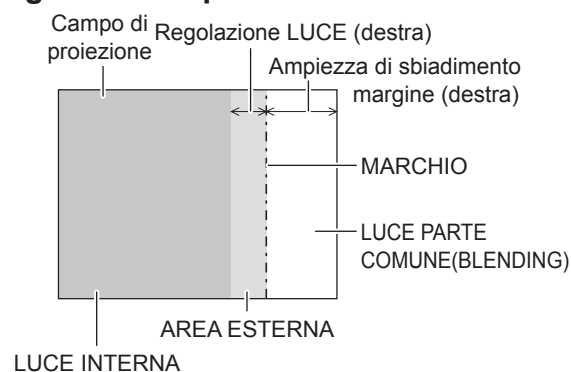 Campo di
proiezione
Regolazione LUCE (destra)
Ampiezza di sbiadimento
margine (destra)
MARCHIO
LUCE PARTE
COMUNE(BLENDING)
AREA ESTERNA
LUCE INTERNA